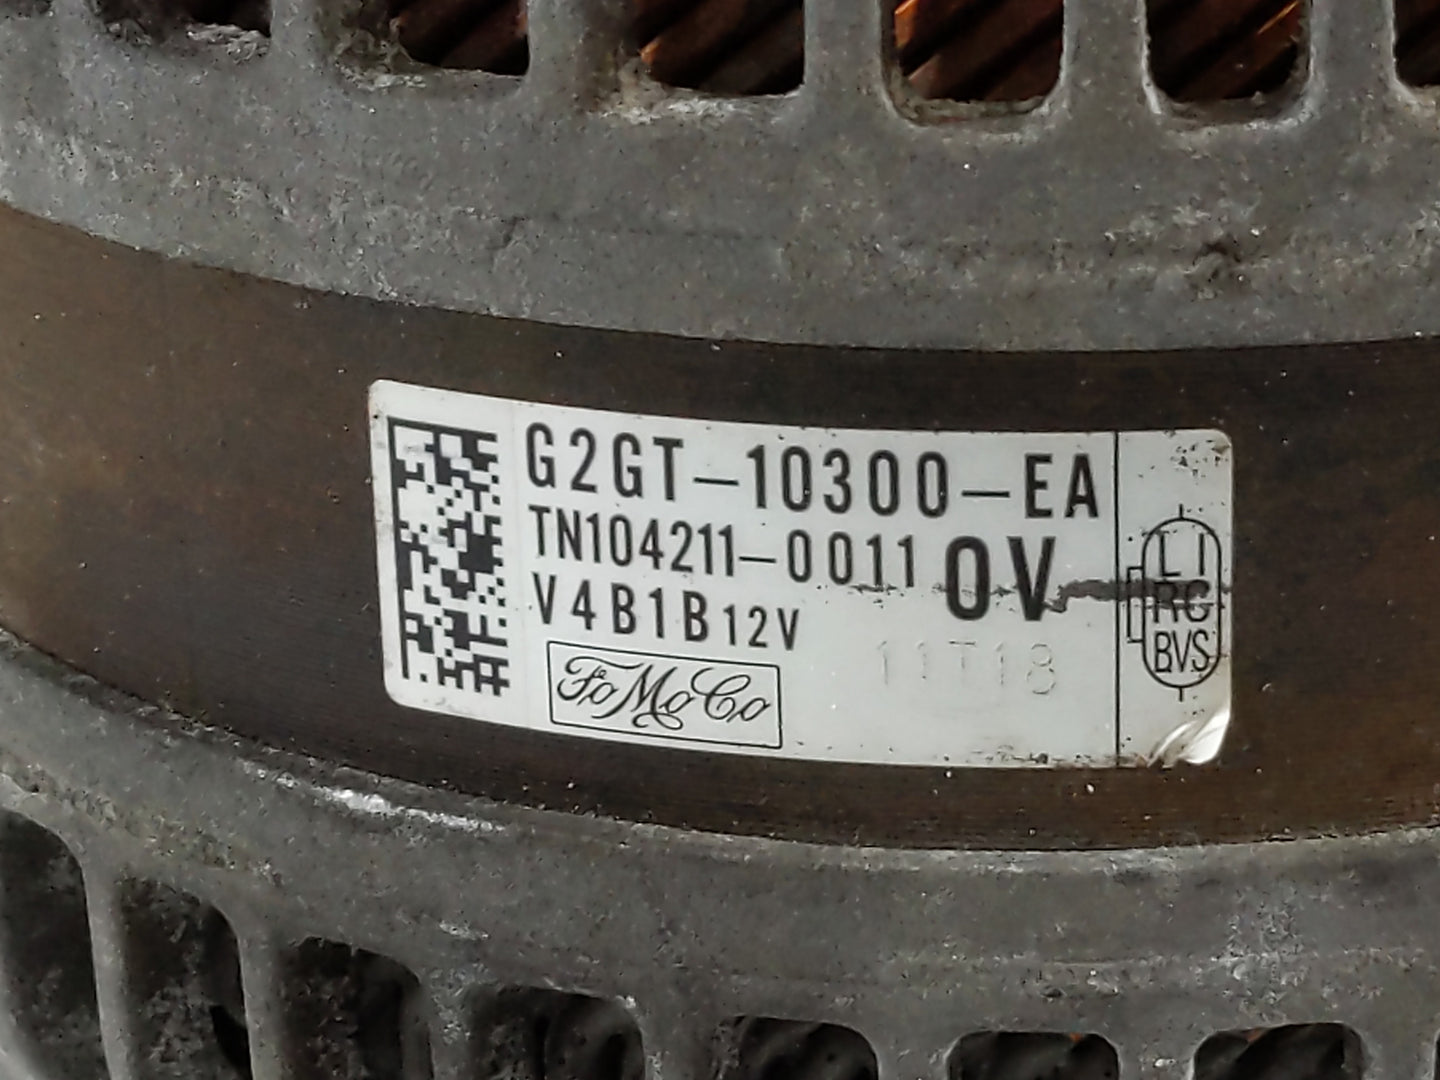 G2GT-10300-EA
TN104211-0011 0V
V4B1B 12V
FoMoCo
11T18
LI
RC
BVS